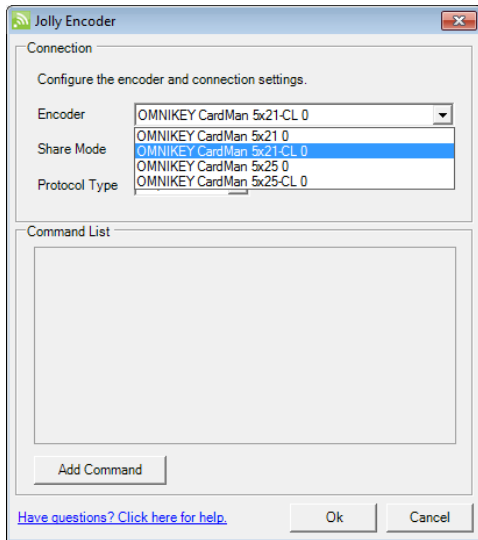 Jolly Encoder
Connection
Configure the encoder and connection settings.
Encoder
OMNIKEY CardMan 5x21-CL 0
OMNIKEY CardMan 5x21 0
Share Mode
OMNIKEY CardMan 5x21-CL 0
OMNIKEY CardMan 5x25 0
Protocol Type
OMNIKEY CardMan 5x25-CL 0
Command List
Add Command
Have questions? Click here for help.
Ok
Cancel